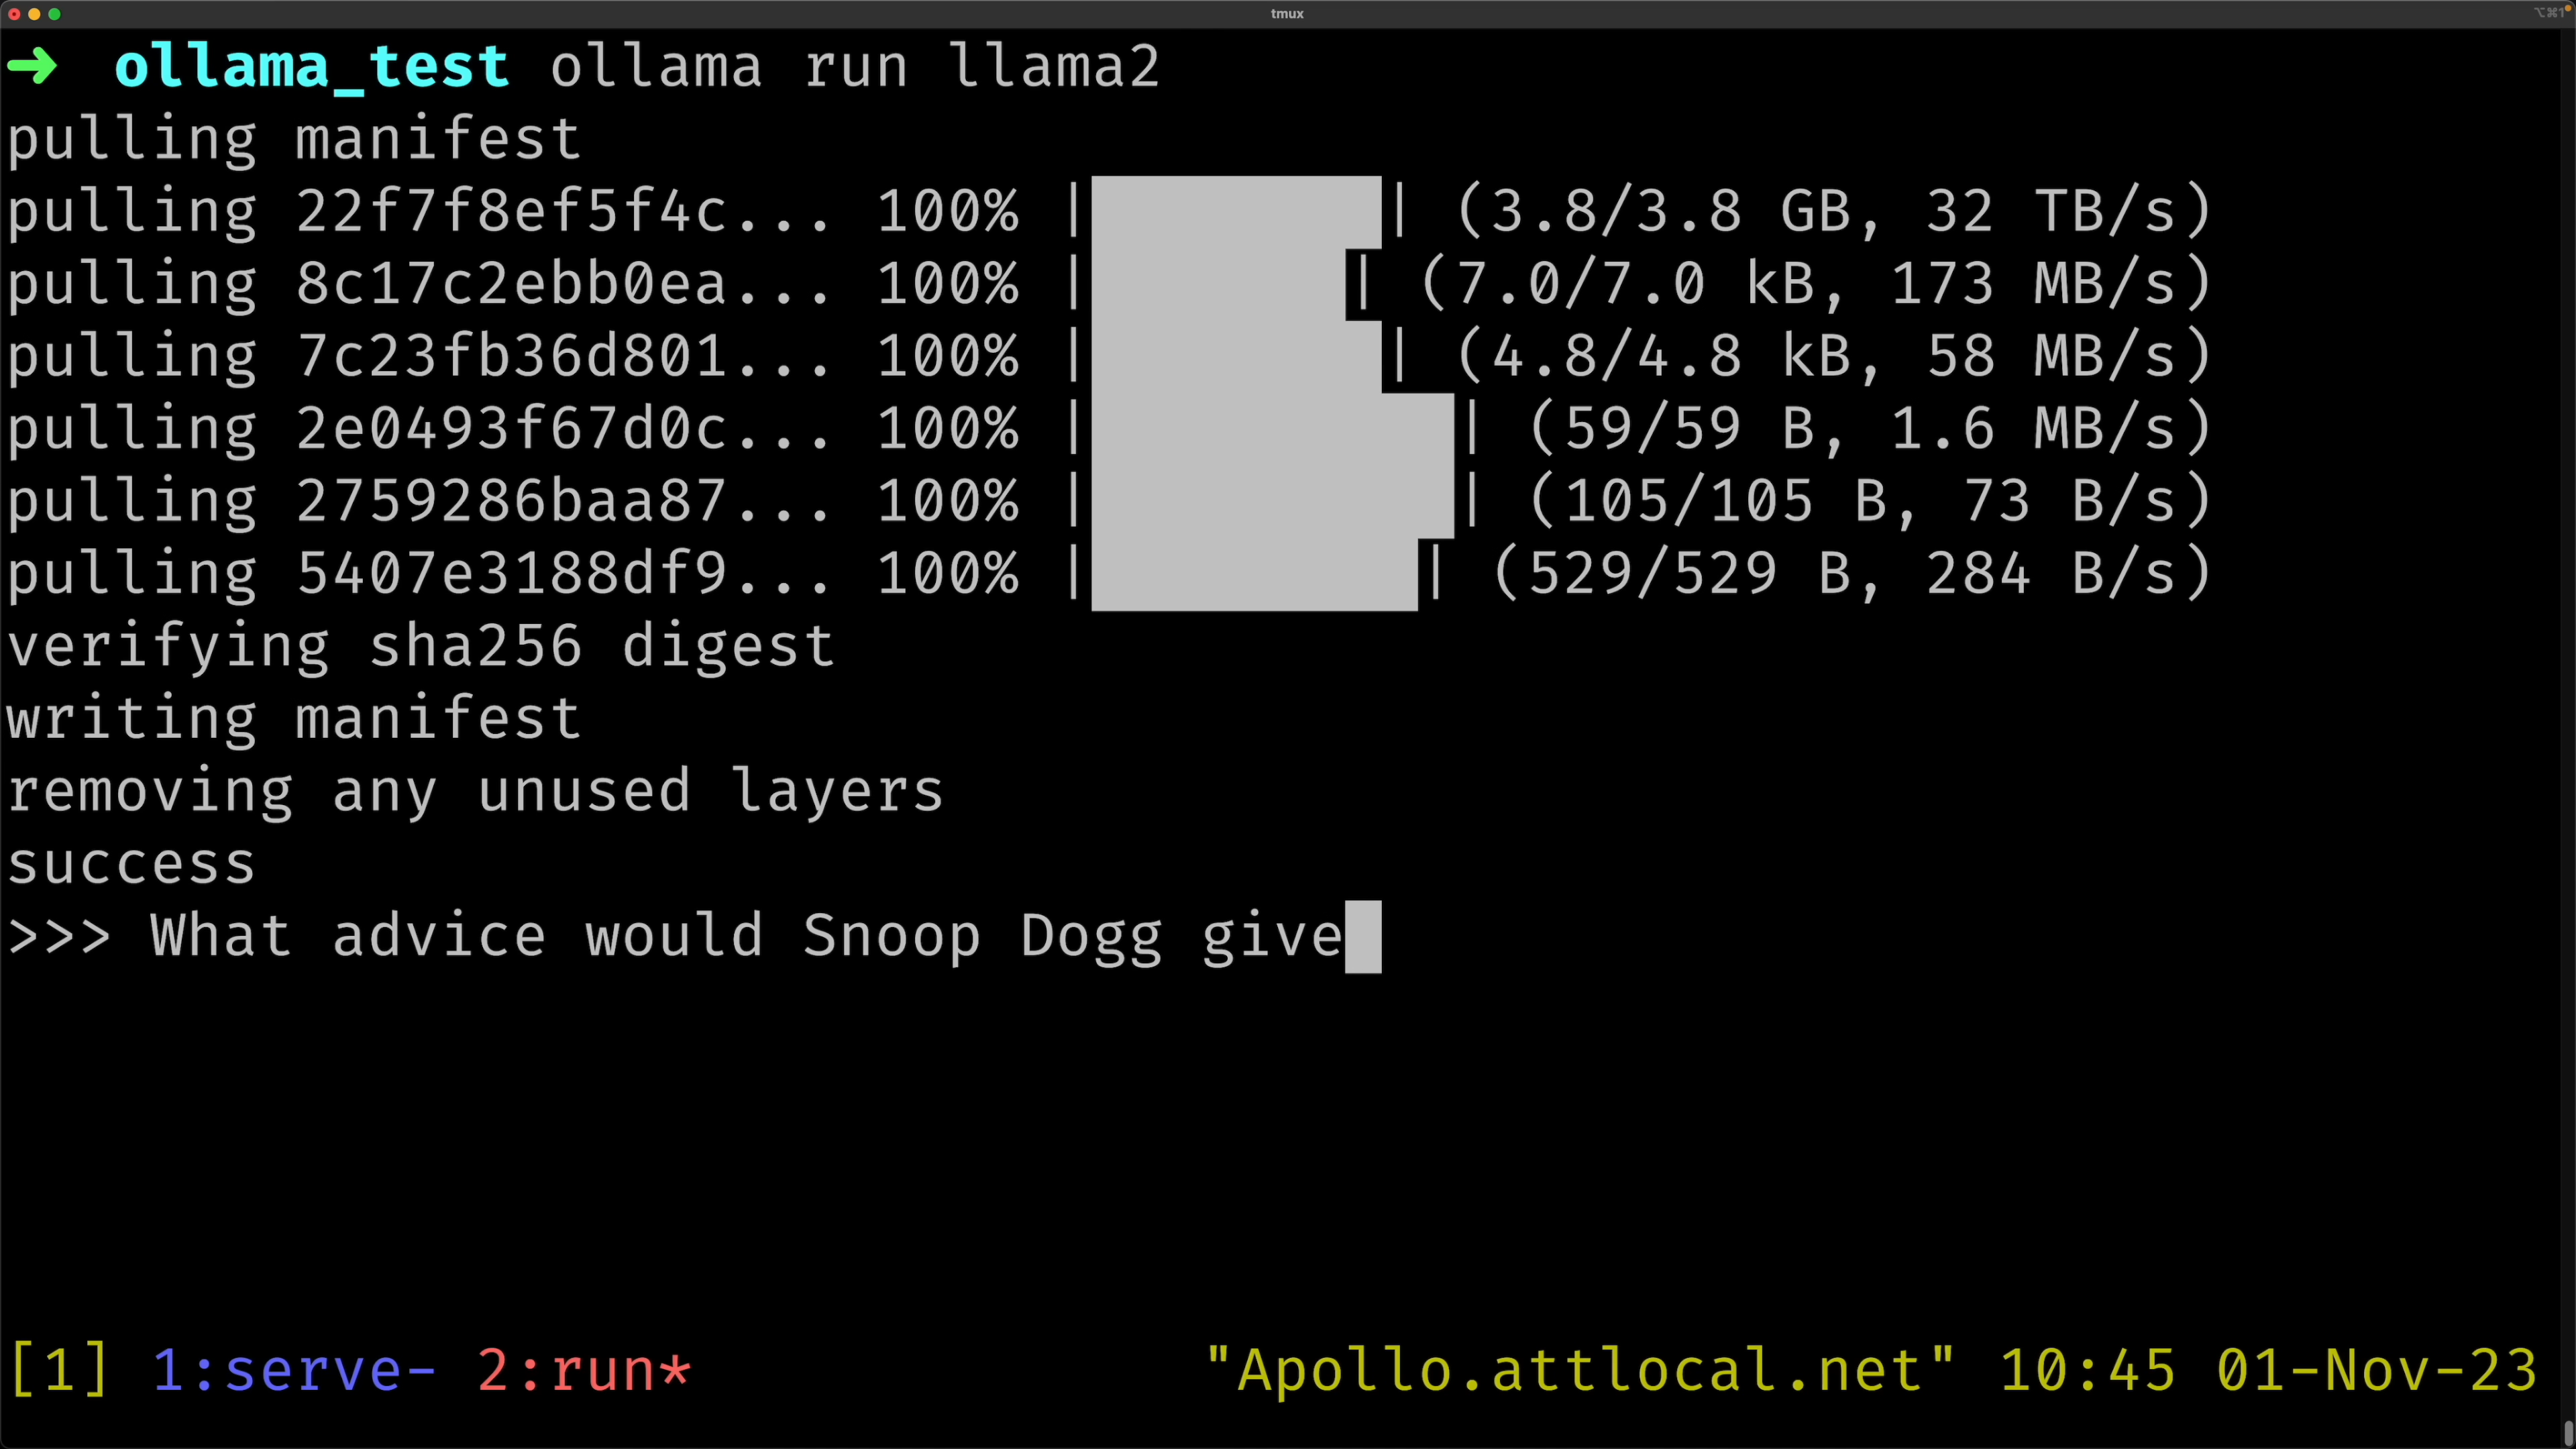 tmux
⌥⌘1
➜ ollama_test ollama run llama2
pulling manifest
pulling 22f7f8ef5f4c... 100% |████████| (3.8/3.8 GB, 32 TB/s)
pulling 8c17c2ebb0ea... 100% |███████| (7.0/7.0 kB, 173 MB/s)
pulling 7c23fb36d801... 100% |████████| (4.8/4.8 kB, 58 MB/s)
pulling 2e0493f67d0c... 100% |██████████| (59/59 B, 1.6 MB/s)
pulling 2759286baa87... 100% |██████████| (105/105 B, 73 B/s)
pulling 5407e3188df9... 100% |█████████| (529/529 B, 284 B/s)
verifying sha256 digest
writing manifest
removing any unused layers
success
>>> What advice would Snoop Dogg give
[1] 1:serve- 2:run* "Apollo.attlocal.net" 10:45 01-Nov-23